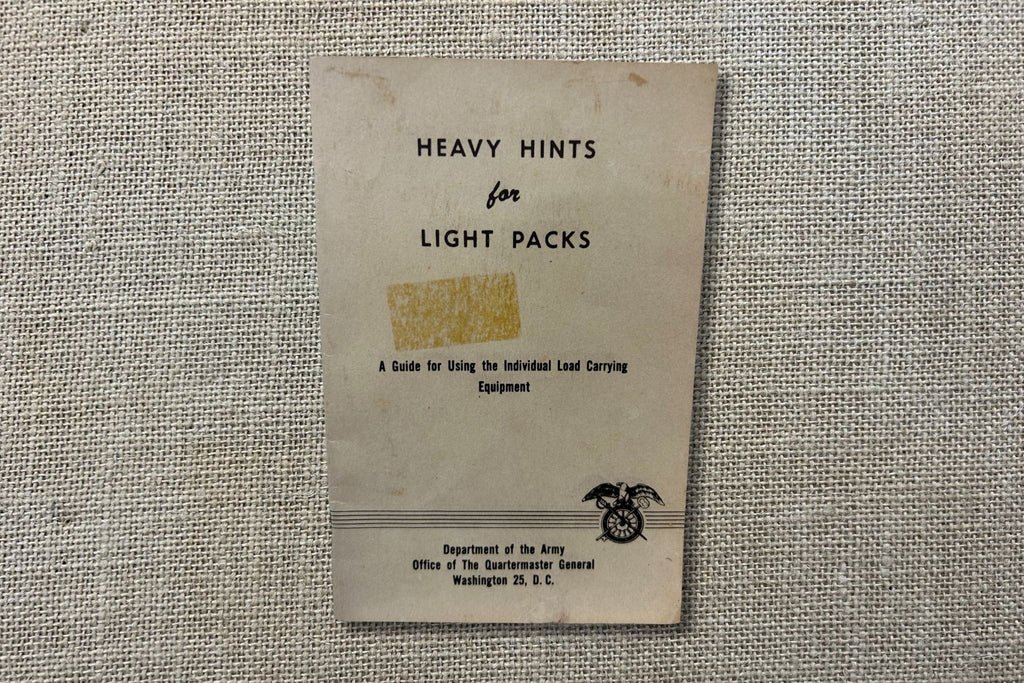 HEAVY HINTS
for
LIGHT PACKS
A Guide for Using the Individual Load Carrying
Equipment
Department of the Army
Office of The Quartermaster General
Washington 25, D. C.